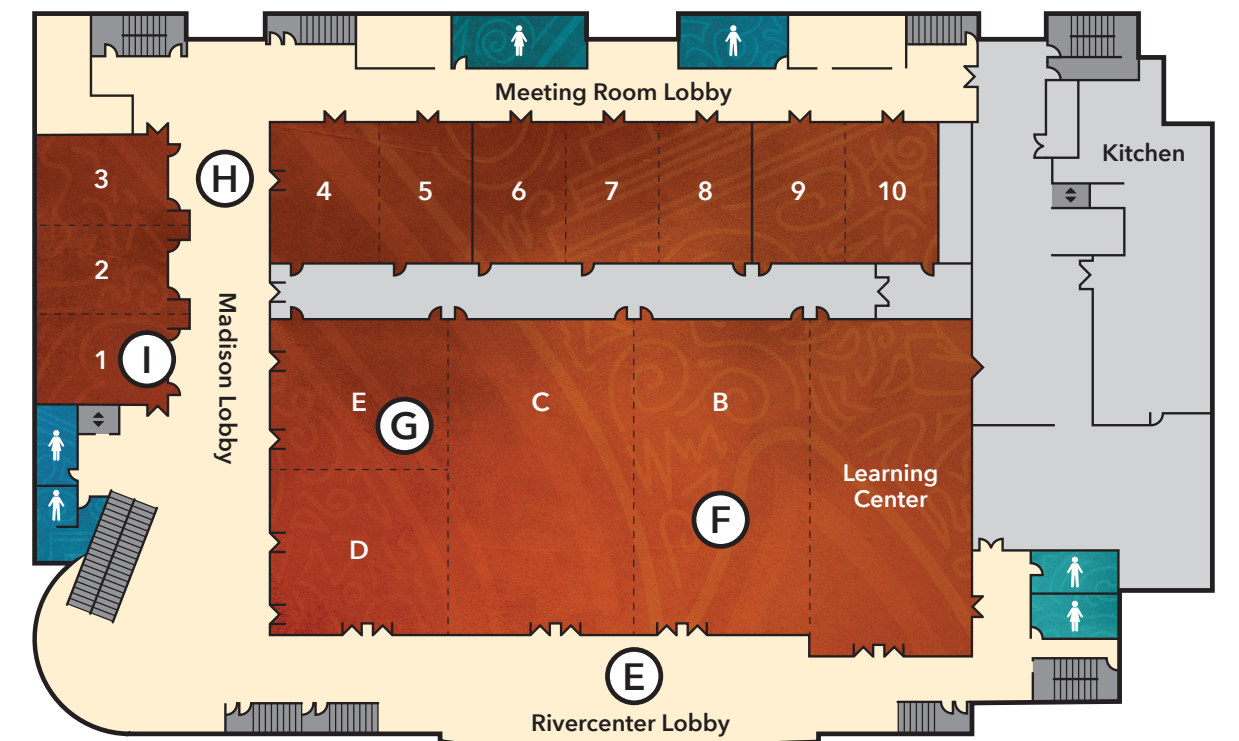 Meeting Room Lobby
Kitchen
3
H
4
5
6
7
8
9
10
2
Madison Lobby
1
I
E
G
C
B
Learning
Center
F
D
E
Rivercenter Lobby